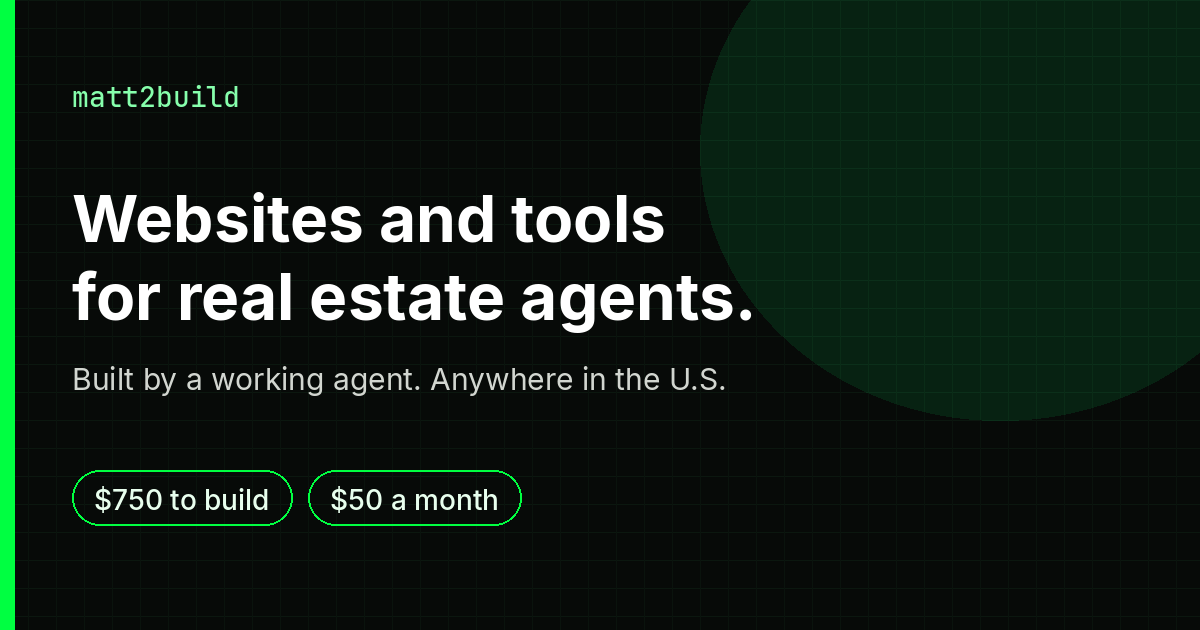 matt2build
Websites and tools
for real estate agents.
Built by a working agent. Anywhere in the U.S.
$750 to build
$50 a month